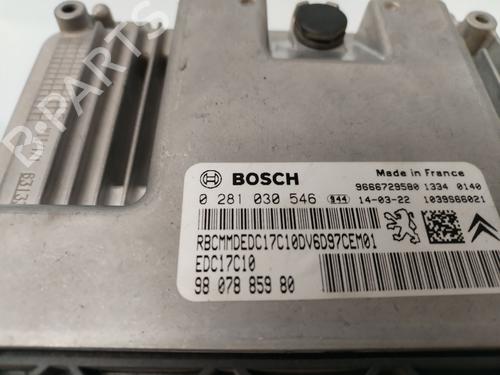 B-PARTS
BOSCH
Made in France
9666729580 1334 0140
0 281 030 546 944 14-03-22 1039S66021
RBCMMDEDC17C10DV6D97CEM01
EDC17C10
98 078 859 80